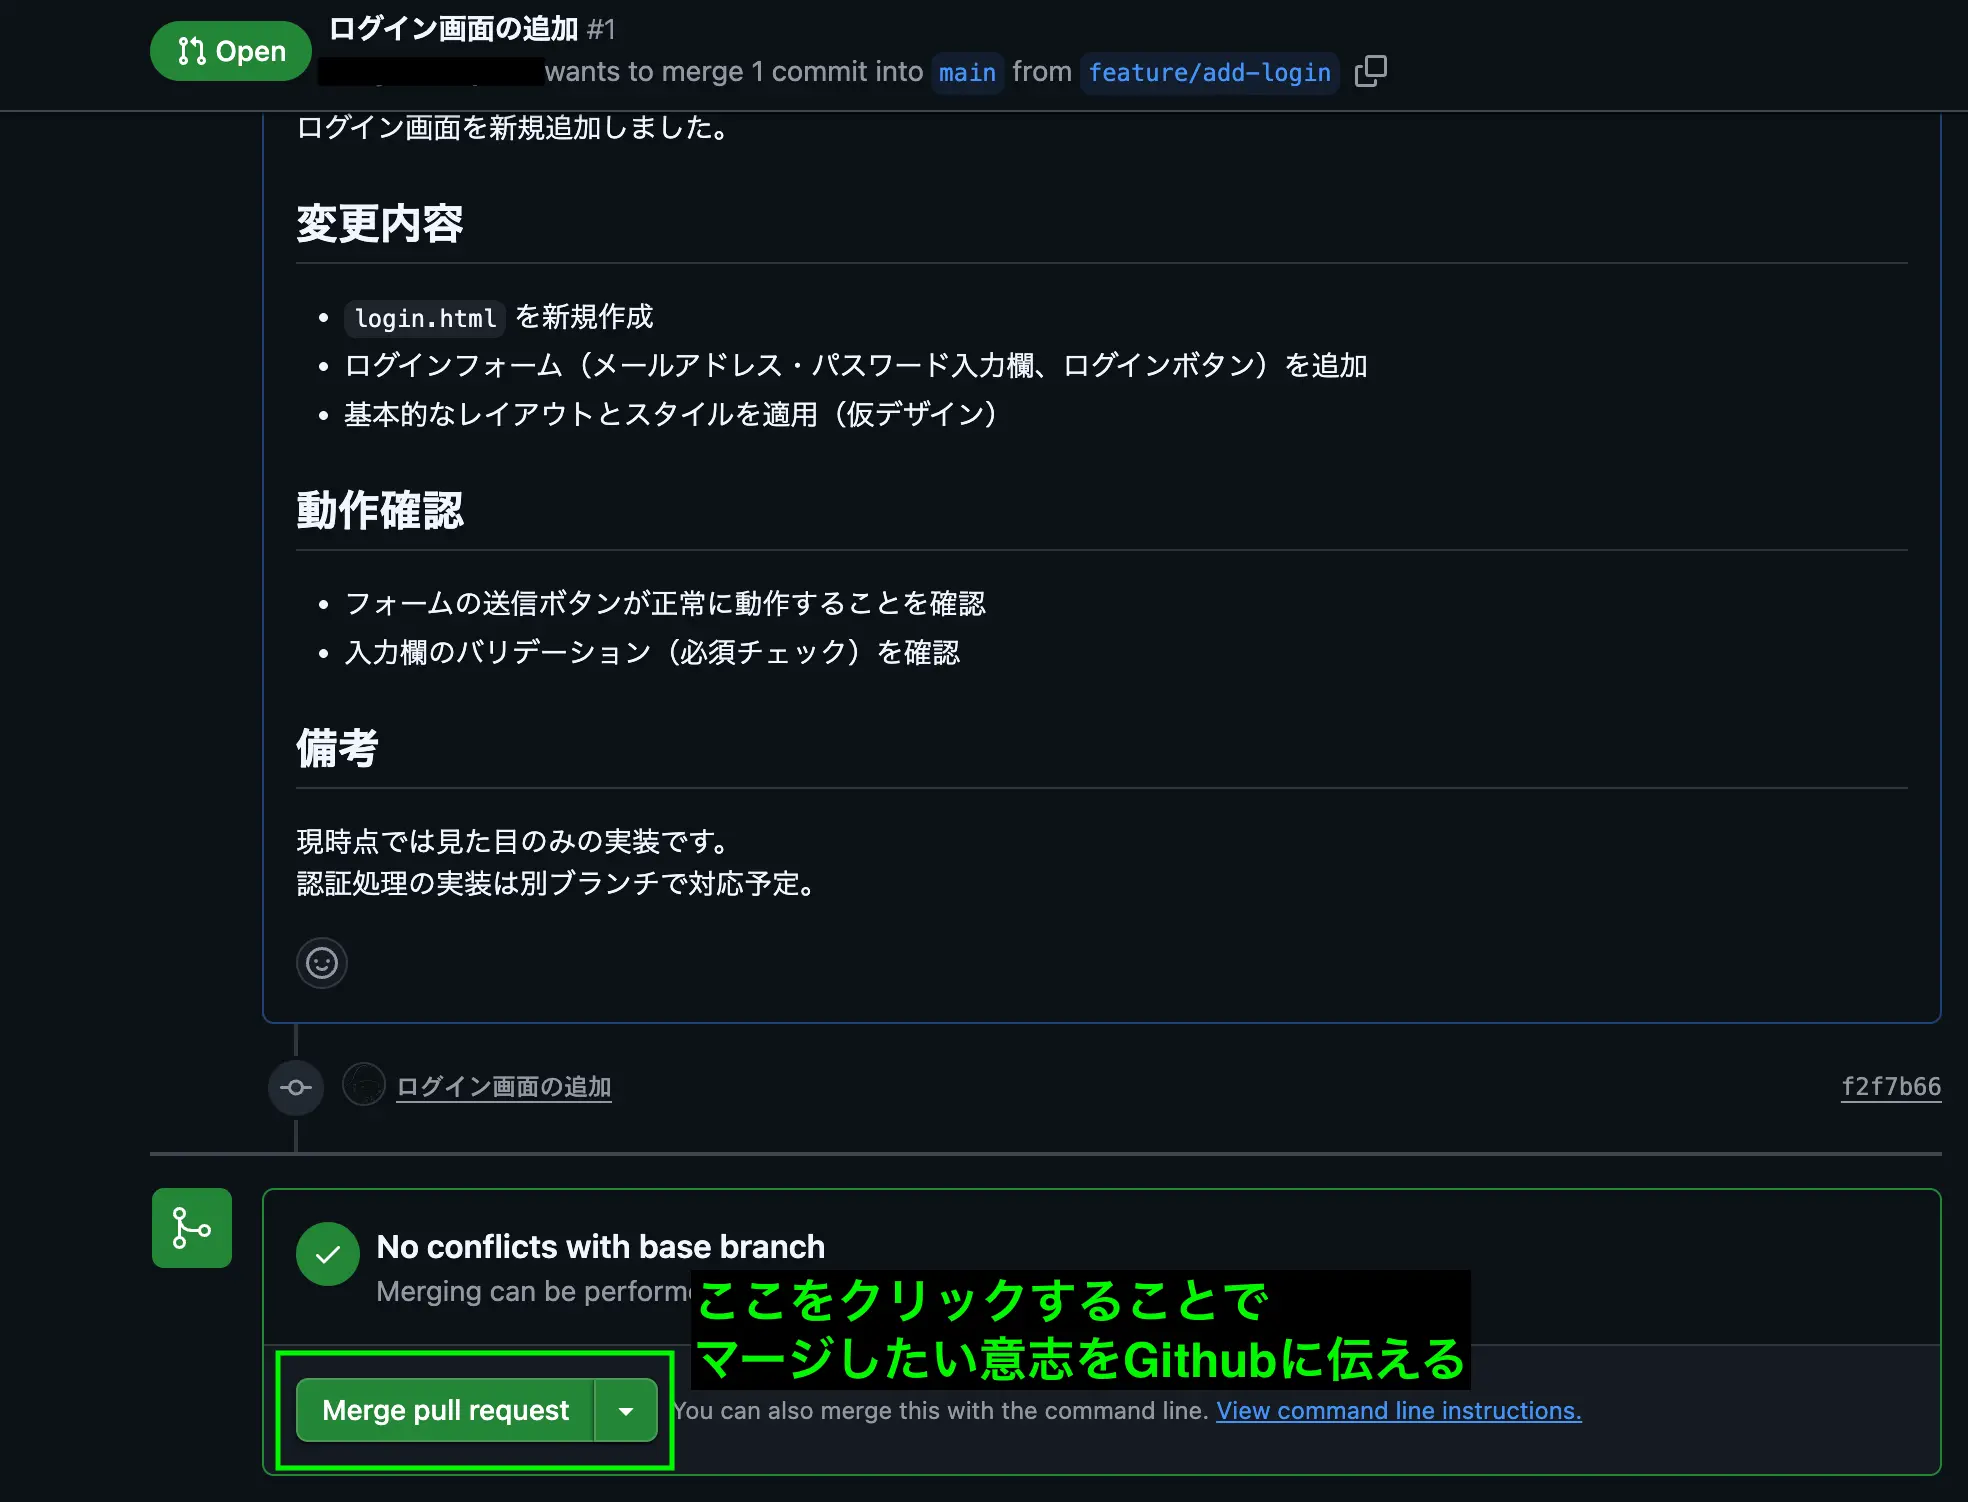 Open
ログイン画面の追加 #1
wants to merge 1 commit into main from feature/add-login
ログイン画面を新規追加しました。
変更内容
login.html を新規作成
ログインフォーム（メールアドレス・パスワード入力欄、ログインボタン）を追加
基本的なレイアウトとスタイルを適用（仮デザイン）
動作確認
フォームの送信ボタンが正常に動作することを確認
入力欄のバリデーション（必須チェック）を確認
備考
現時点では見た目のみの実装です。
認証処理の実装は別ブランチで対応予定。
ログイン画面の追加
f2f7b66
No conflicts with base branch
Merging can be
ここをクリックすることで
マージしたい意志をGithubに伝える
Merge pull request
You can also merge this with the command line. View command line instructions.